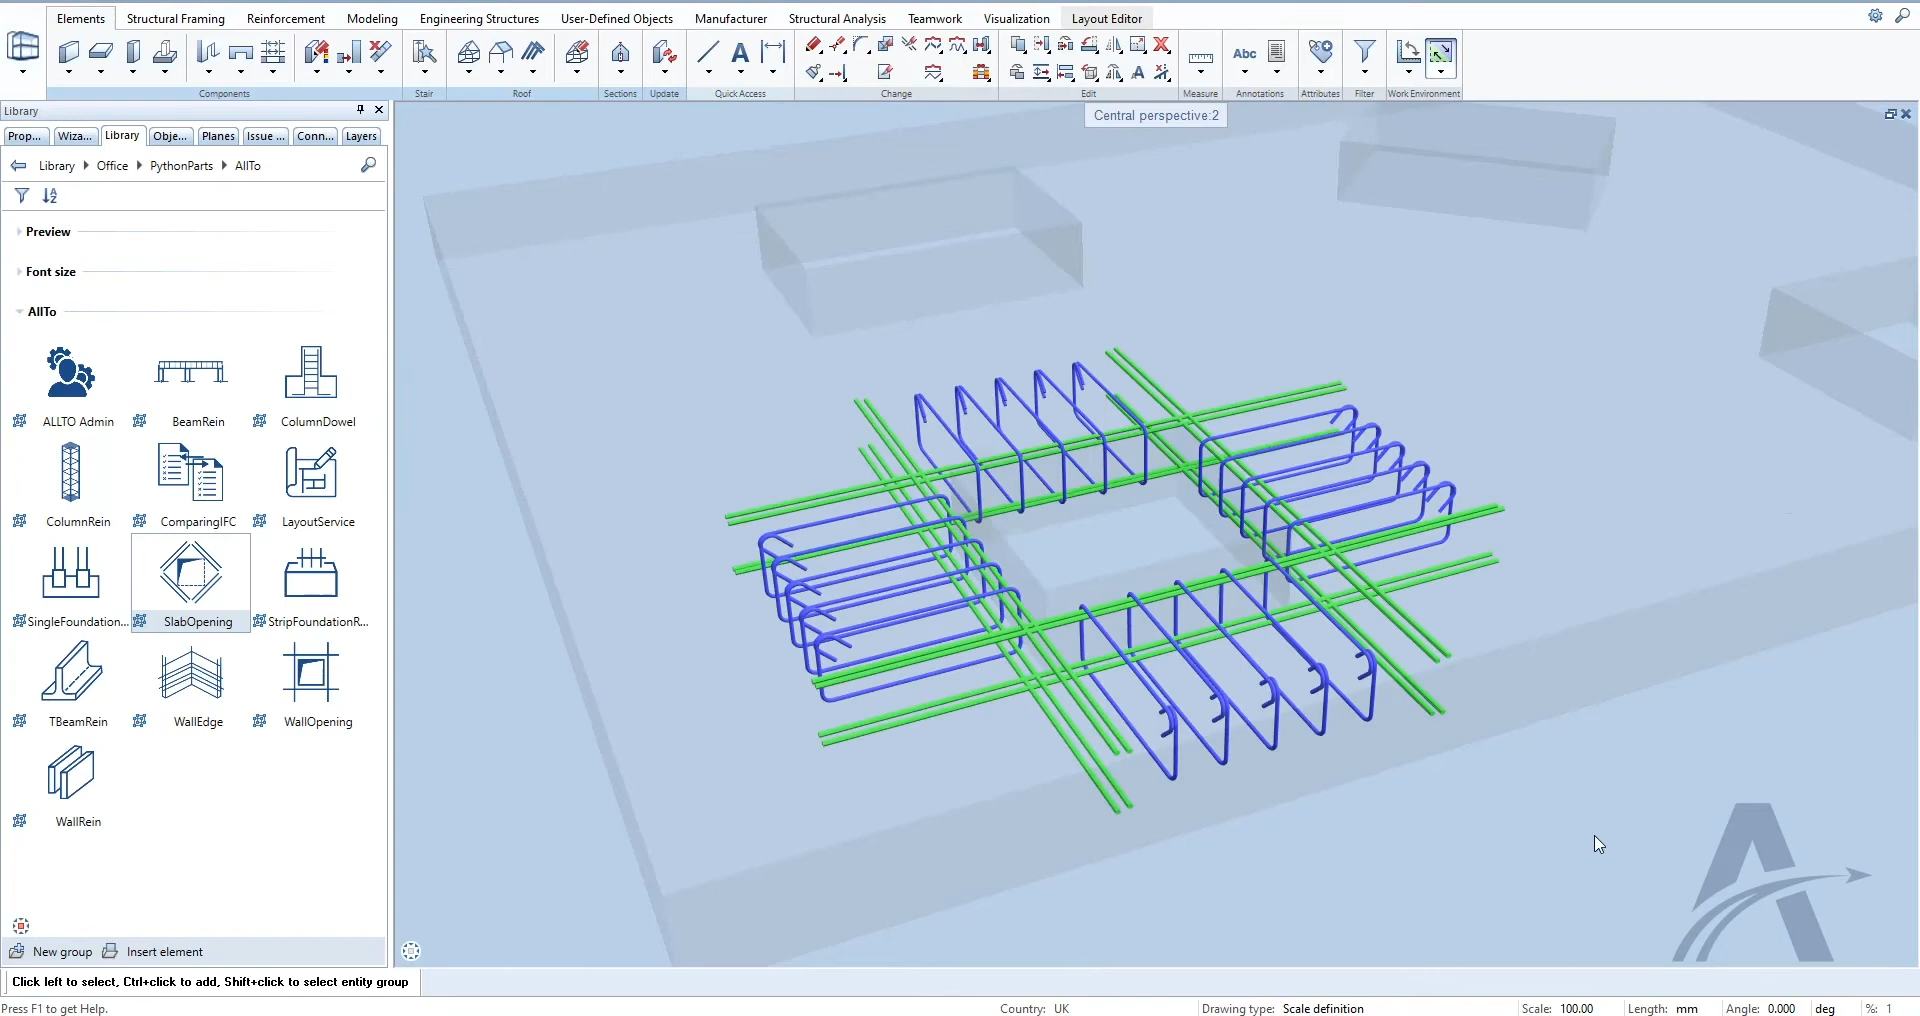 Elements Structural Framing Reinforcement Modeling Engineering Structures User-Defined Objects Manufacturer Structural Analysis Teamwork Visualization Layout Editor
A Abc
A
Components Stair Roof Sections Update Quick Access Change Edit Measure Annotations Attributes Filter Work Environment
Library
Central perspective:2
Prop... Wiza... Library Obje... Planes Issue ... Conn... Layers
Library Office PythonParts AllTo
Preview
Font size
AllTo
ALLTO Admin BeamRein ColumnDowel
ColumnRein ComparingIFC LayoutService
SingleFoundation... SlabOpening StripFoundationR...
TBeamRein WallEdge WallOpening
WallRein
New group Insert element
Click left to select, Ctrl+click to add, Shift+click to select entity group
Press F1 to get Help. Country: UK Drawing type: Scale definition Scale: 100.00 Length: mm Angle: 0.000 deg %: 1